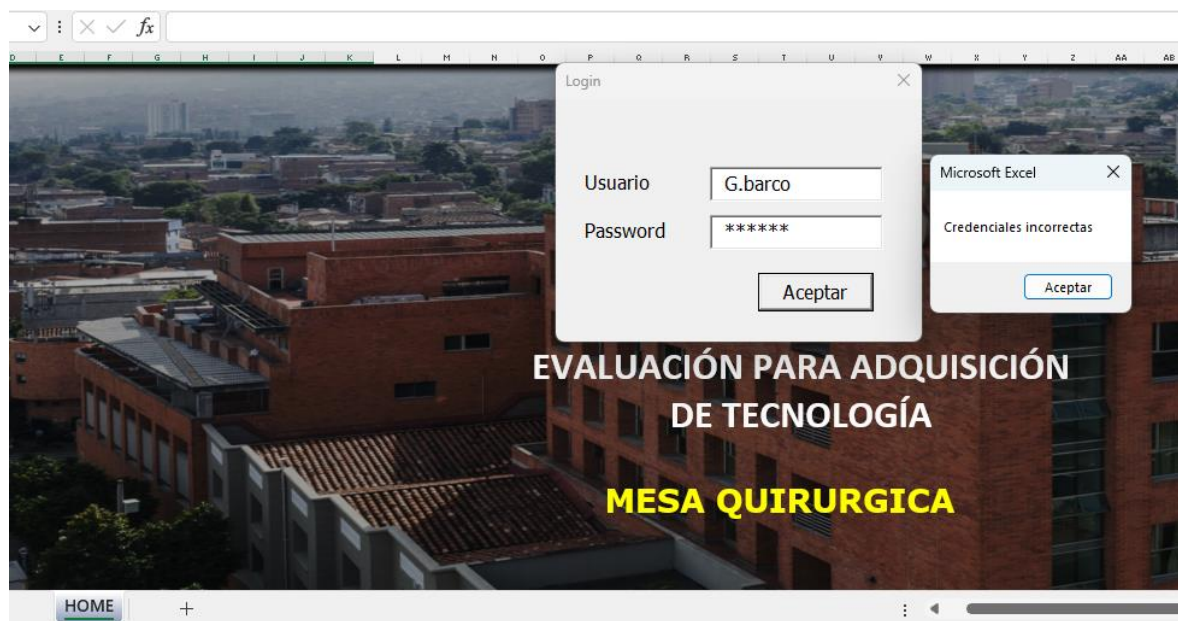 fx
D E F G H I J K L M N O P Q R S T U V W X Y Z AA AB
Login
Usuario G.barco
Password ******
Aceptar
Microsoft Excel
Credenciales incorrectas
Aceptar
EVALUACIÓN PARA ADQUISICIÓN
DE TECNOLOGÍA
MESA QUIRURGICA
HOME +